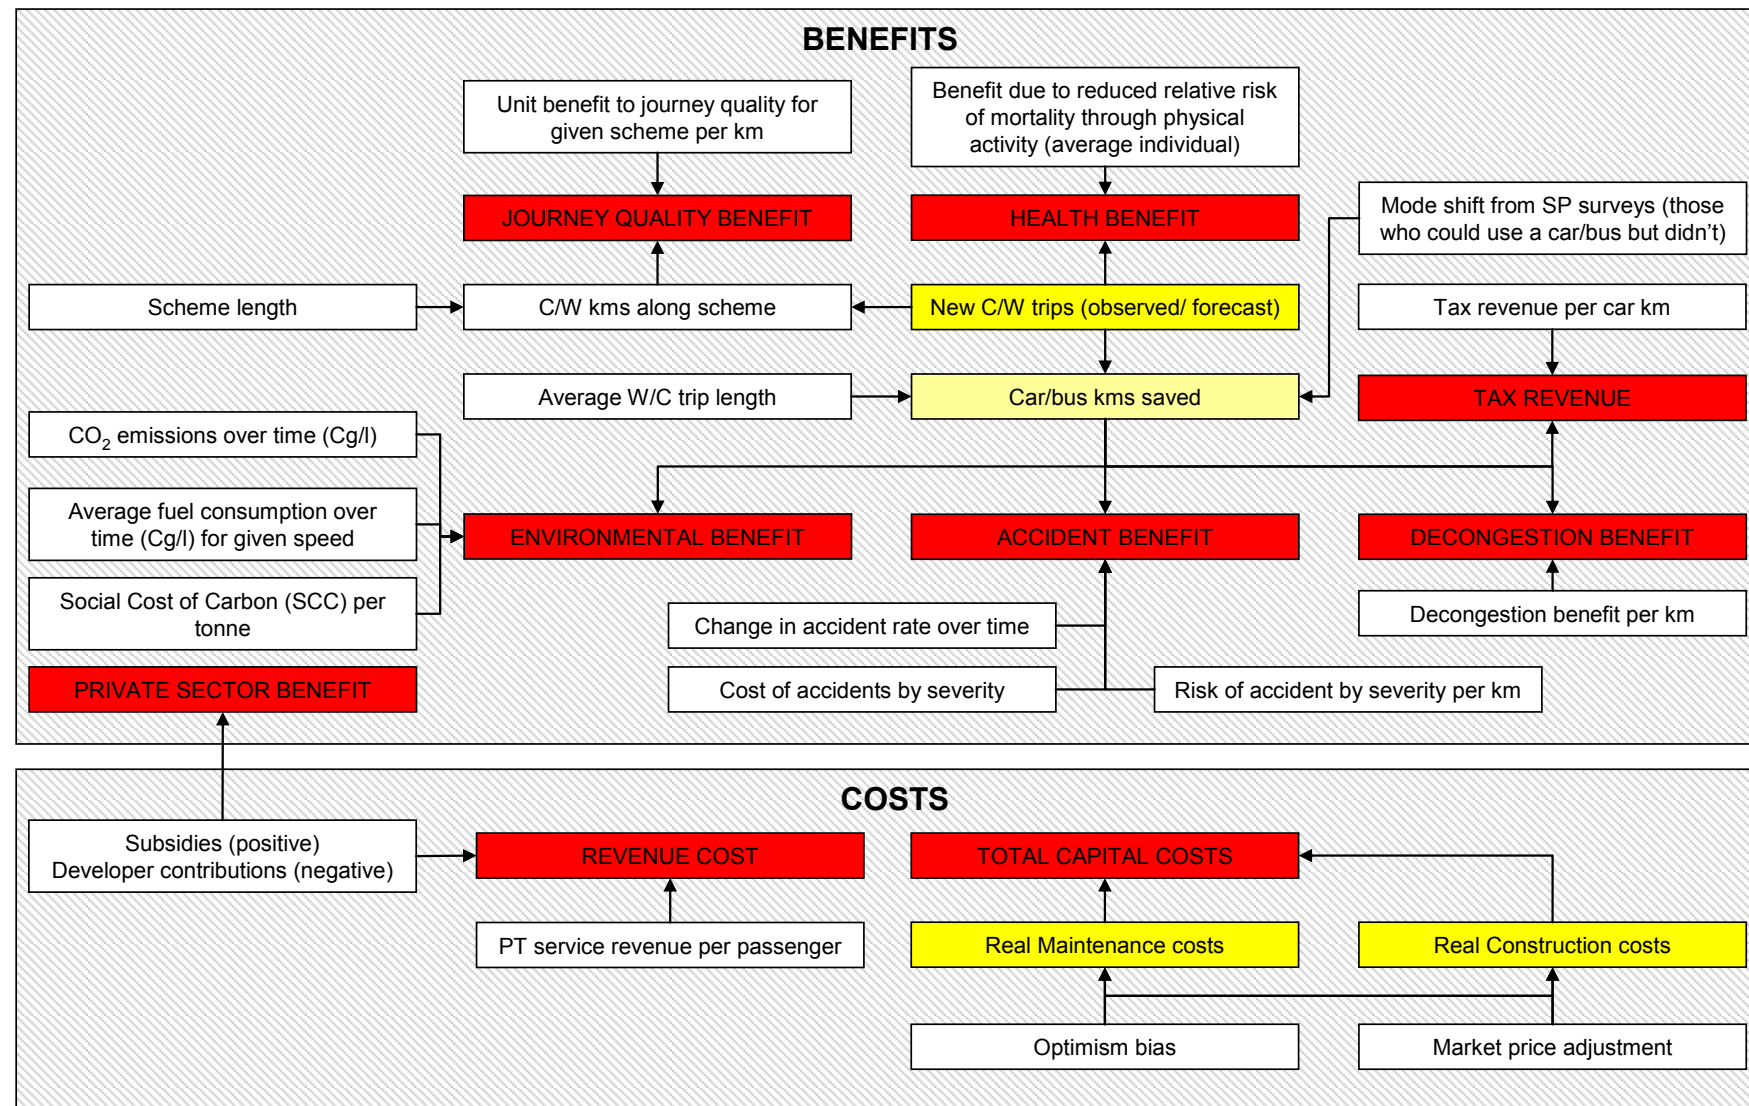 BENEFITS
Unit benefit to journey quality for
given scheme per km
Benefit due to reduced relative risk
of mortality through physical
activity (average individual)
JOURNEY QUALITY BENEFIT
HEALTH BENEFIT
Mode shift from SP surveys (those
who could use a car/bus but didn't)
Scheme length
C/W kms along scheme
New C/W trips (observed/ forecast)
Tax revenue per car km
Average W/C trip length
Car/bus kms saved
TAX REVENUE
CO2 emissions over time (Cg/l)
Average fuel consumption over
time (Cg/l) for given speed
ENVIRONMENTAL BENEFIT
ACCIDENT BENEFIT
DECONGESTION BENEFIT
Social Cost of Carbon (SCC) per
tonne
Change in accident rate over time
Decongestion benefit per km
PRIVATE SECTOR BENEFIT
Cost of accidents by severity
Risk of accident by severity per km
COSTS
Subsidies (positive)
Developer contributions (negative)
REVENUE COST
TOTAL CAPITAL COSTS
PT service revenue per passenger
Real Maintenance costs
Real Construction costs
Optimism bias
Market price adjustment